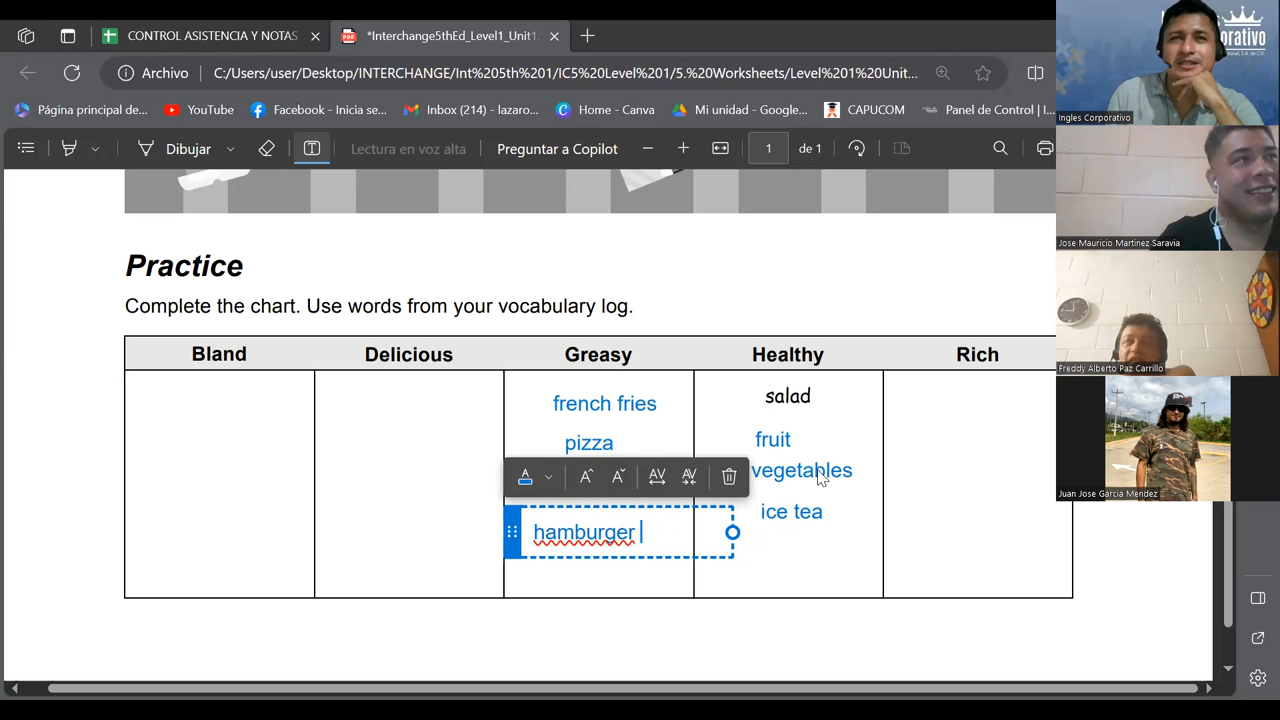 CONTROL ASISTENCIA Y NOTAS
*Interchange5thEd_Level1_Unit1
Archivo
C:/Users/user/Desktop/INTERCHANGE/Int%205th%201/IC5%20Level%201/5.%20Worksheets/Level%201%20Unit...
Página principal de...
YouTube
Facebook - Inicia se...
Inbox (214) - lazaro...
Home - Canva
Mi unidad - Google...
CAPUCOM
Panel de Control | I...
Dibujar
Lectura en voz alta
Preguntar a Copilot
1
de 1
Practice
Complete the chart. Use words from your vocabulary log.
Bland Delicious Greasy Healthy Rich
french fries
pizza
hamburger
salad
fruit
vegetables
ice tea
orativo
Ingles Corporativo
Jose Mauricio Martinez Saravia
Freddy Alberto Paz Carrillo
Juan Jose Garcia Mendez